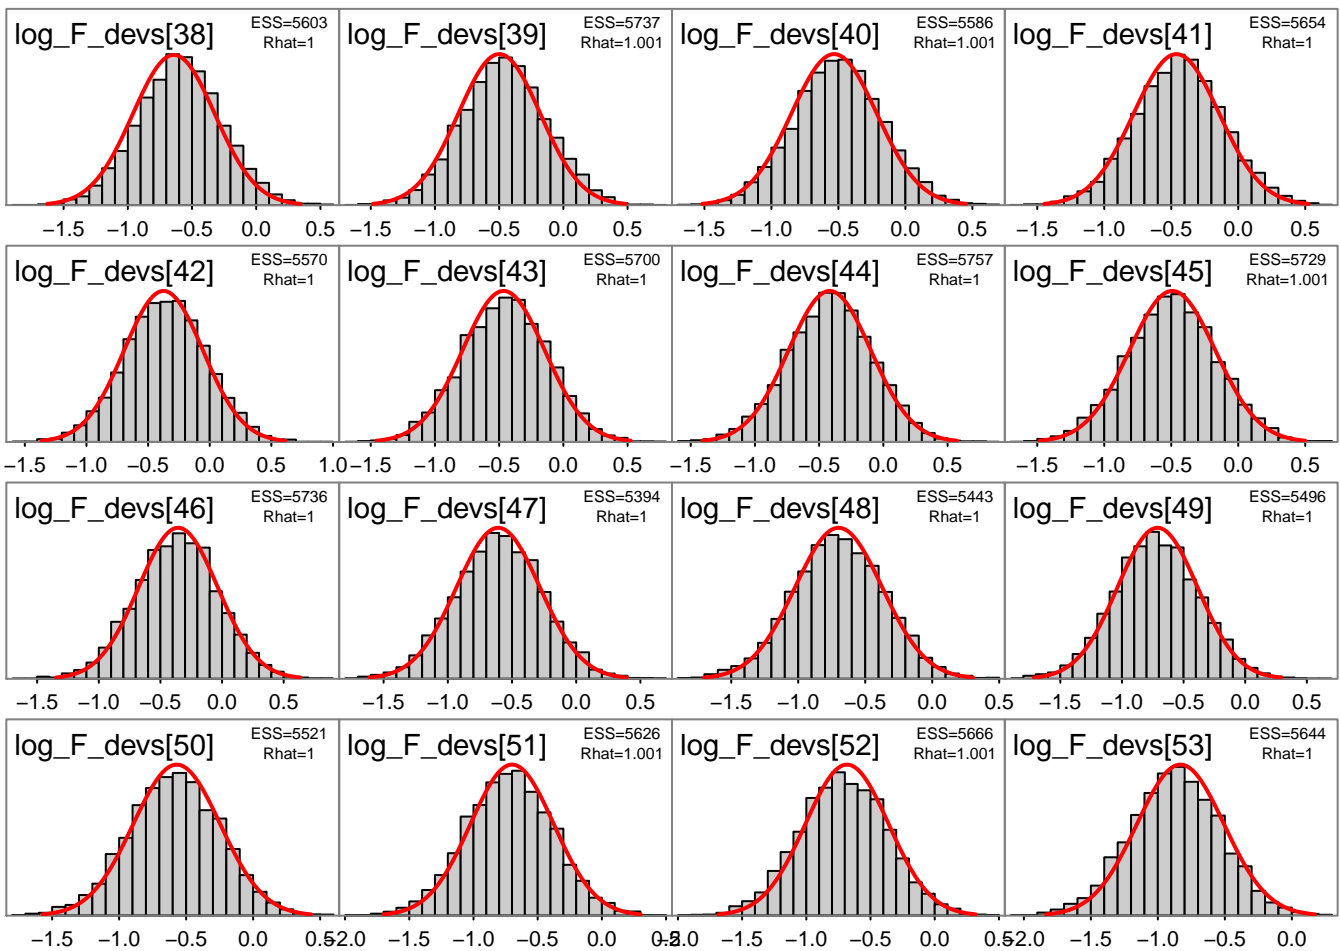 log_F_devs[38] ESS=5603
Rhat=1
log_F_devs[39] ESS=5737
Rhat=1.001
log_F_devs[40] ESS=5586
Rhat=1.001
log_F_devs[41] ESS=5654
Rhat=1
−1.5 −1.0 −0.5 0.0 0.5
−1.5 −1.0 −0.5 0.0 0.5
−1.5 −1.0 −0.5 0.0 0.5
−1.5 −1.0 −0.5 0.0 0.5
log_F_devs[42] ESS=5570
Rhat=1
log_F_devs[43] ESS=5700
Rhat=1
log_F_devs[44] ESS=5757
Rhat=1
log_F_devs[45] ESS=5729
Rhat=1.001
−1.5 −1.0 −0.5 0.0 0.5 1.0
−1.5 −1.0 −0.5 0.0 0.5
−1.5 −1.0 −0.5 0.0 0.5
−1.5 −1.0 −0.5 0.0 0.5
log_F_devs[46] ESS=5736
Rhat=1
log_F_devs[47] ESS=5394
Rhat=1
log_F_devs[48] ESS=5443
Rhat=1
log_F_devs[49] ESS=5496
Rhat=1
−1.5 −1.0 −0.5 0.0 0.5
−1.5 −1.0 −0.5 0.0
−1.5 −1.0 −0.5 0.0 0.5
−1.5 −1.0 −0.5 0.0 0.5
log_F_devs[50] ESS=5521
Rhat=1
log_F_devs[51] ESS=5626
Rhat=1.001
log_F_devs[52] ESS=5666
Rhat=1.001
log_F_devs[53] ESS=5644
Rhat=1
−1.5 −1.0 −0.5 0.0 0.5
−2.0 −1.5 −1.0 −0.5 0.0 0.5
−2.0 −1.5 −1.0 −0.5 0.0 0.5
−2.0 −1.5 −1.0 −0.5 0.0